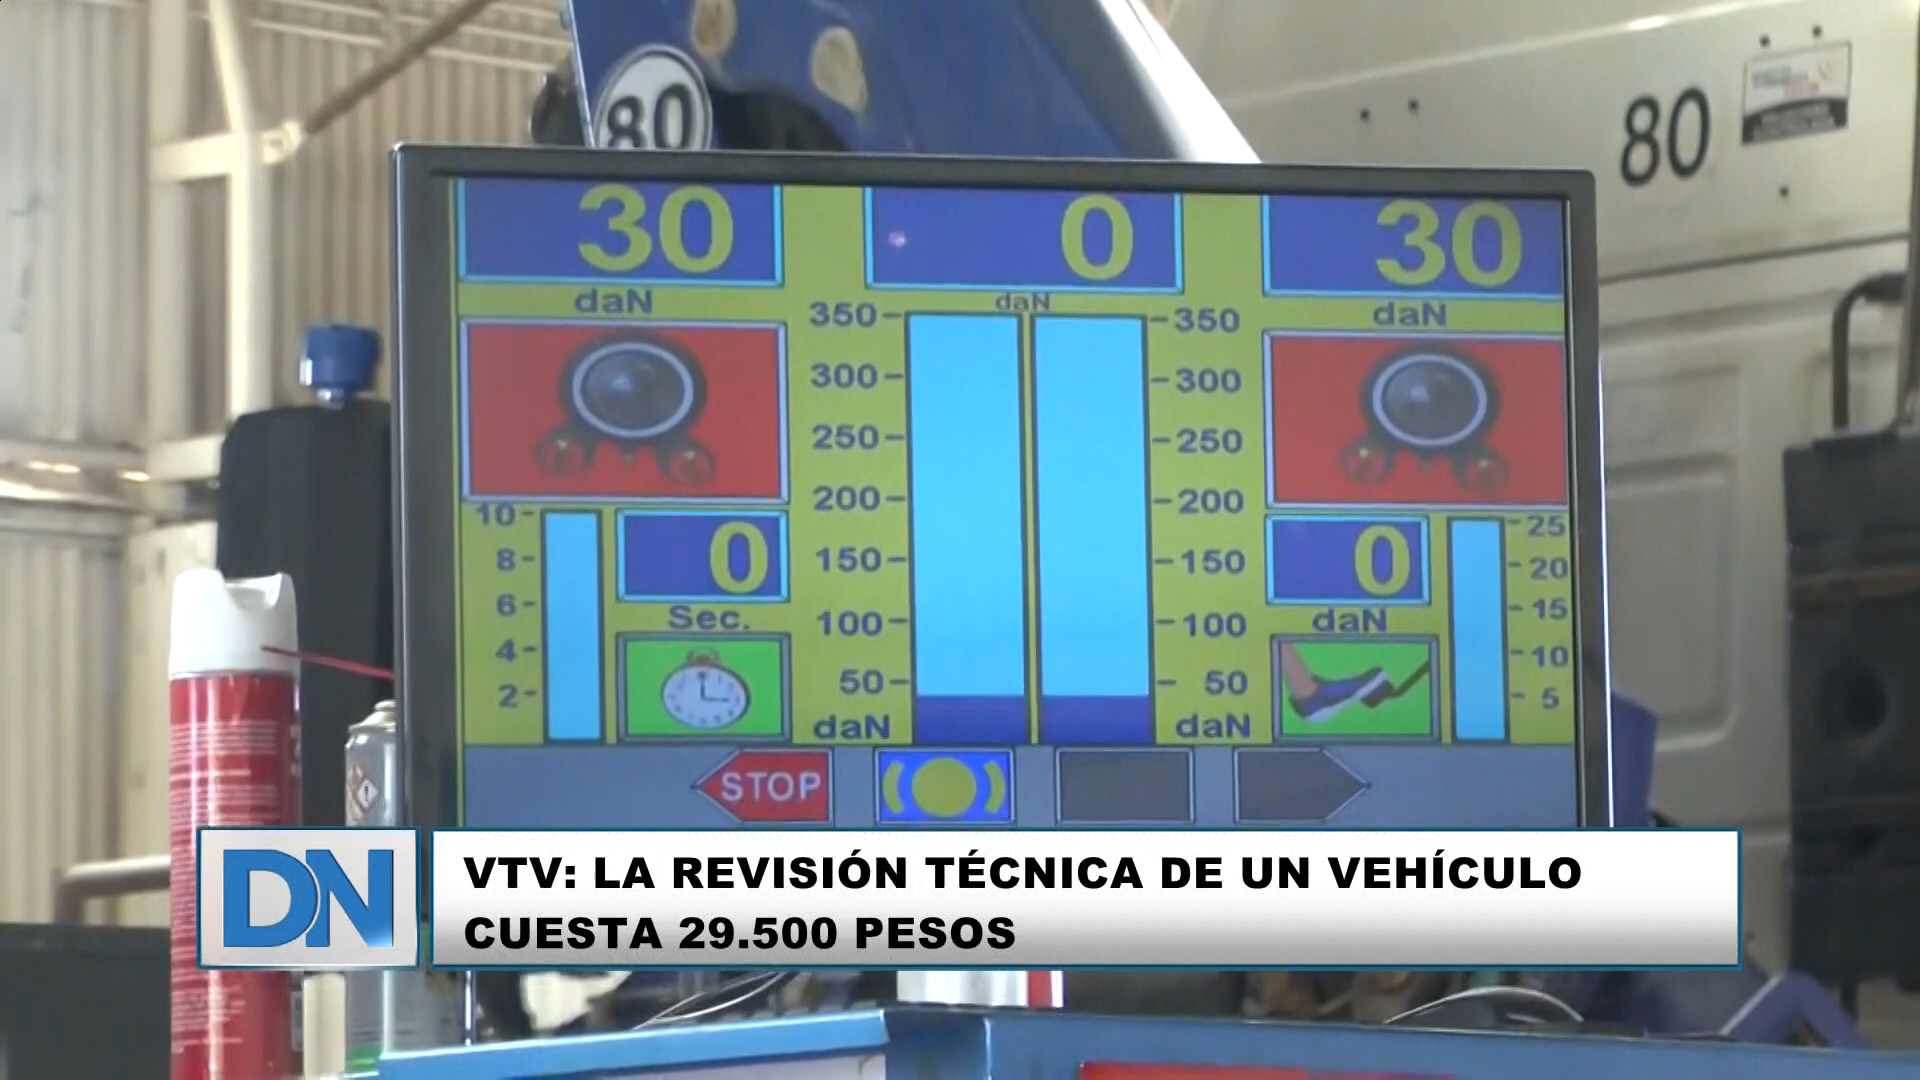 80
80
30 0 30
daN daN daN
350 350
300 300
250 250
200 200
150 150
100 100
50 50
daN daN
10
8
6
4
2
0
Sec.
0
daN
25
20
15
10
5
STOP
DN
VTV: LA REVISIÓN TÉCNICA DE UN VEHÍCULO
CUESTA 29.500 PESOS